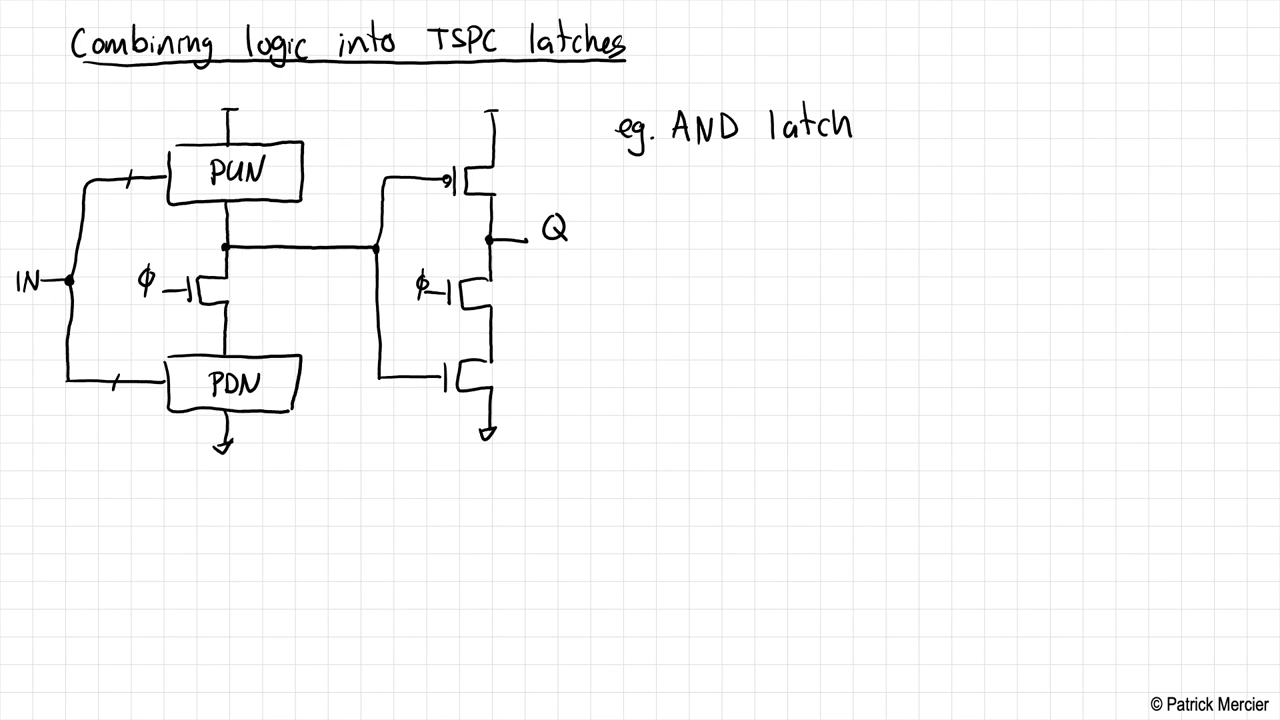 Combining logic into TSPC latches
eg. AND latch
PUN
Q
IN
ϕ
ϕ
PDN
© Patrick Mercier